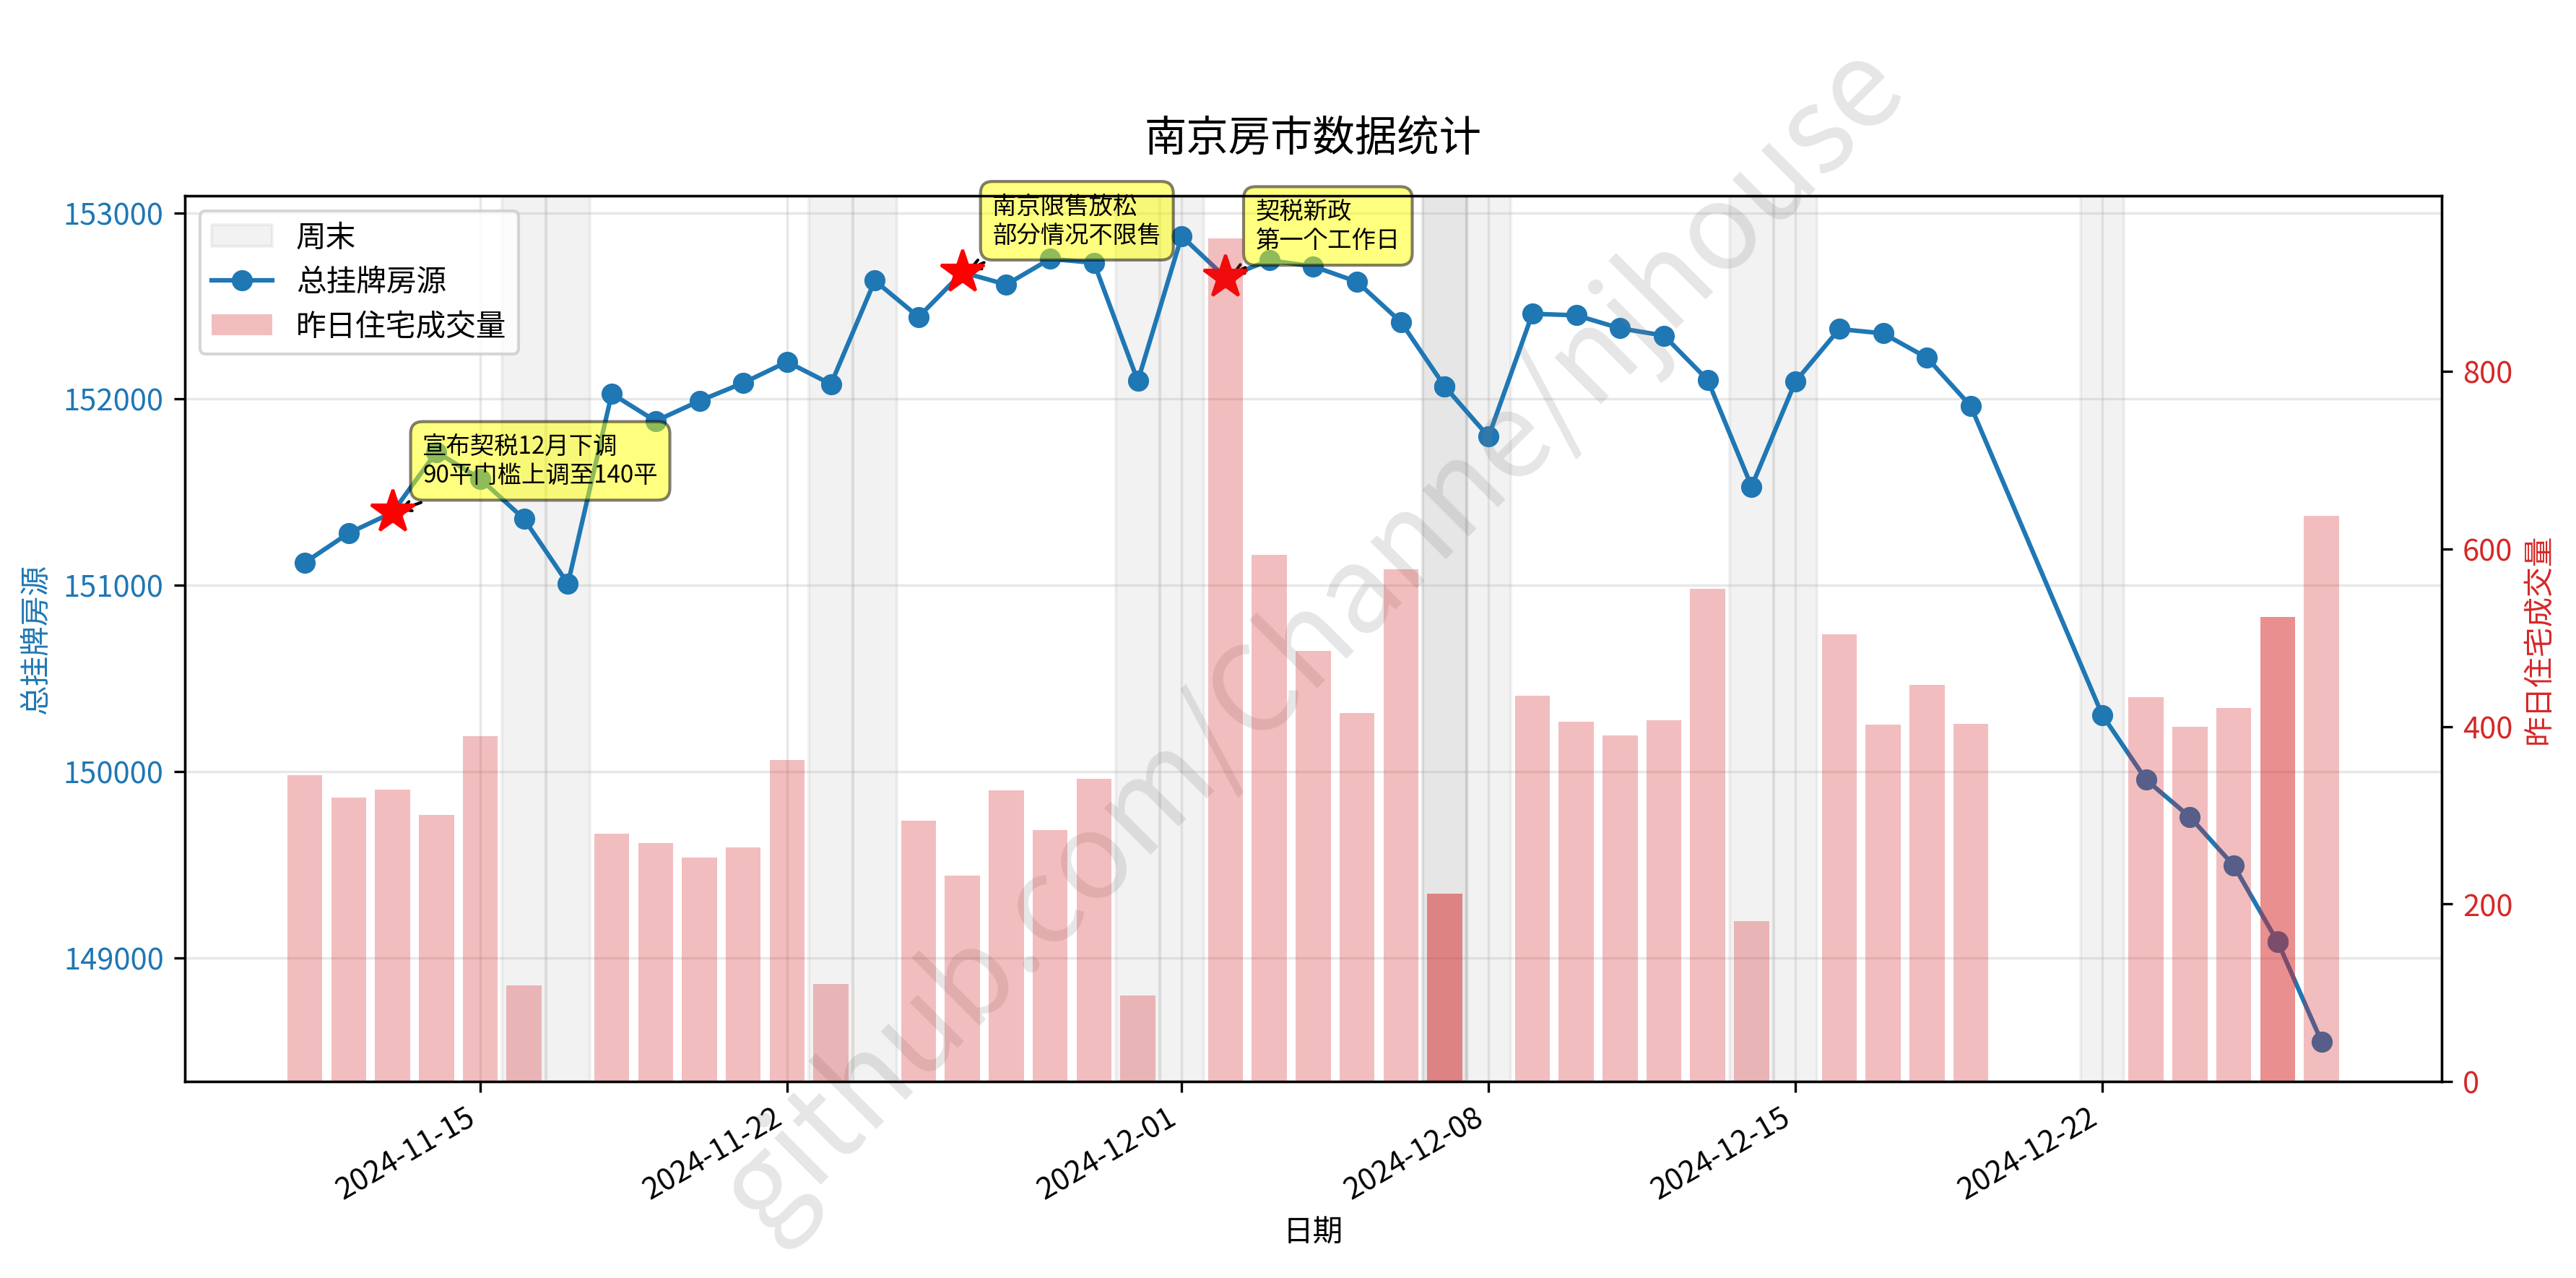 南京房市数据统计
周末
总挂牌房源
昨日住宅成交量
宣布契税12月下调
90平门槛上调至140平
南京限售放松
部分情况不限售
契税新政
第一个工作日
153000
152000
151000
150000
149000
总挂牌房源
800
600
400
200
0
昨日住宅成交量
2024-11-15
2024-11-22
2024-12-01
2024-12-08
2024-12-15
2024-12-22
日期
github.com/Channe/njhouse